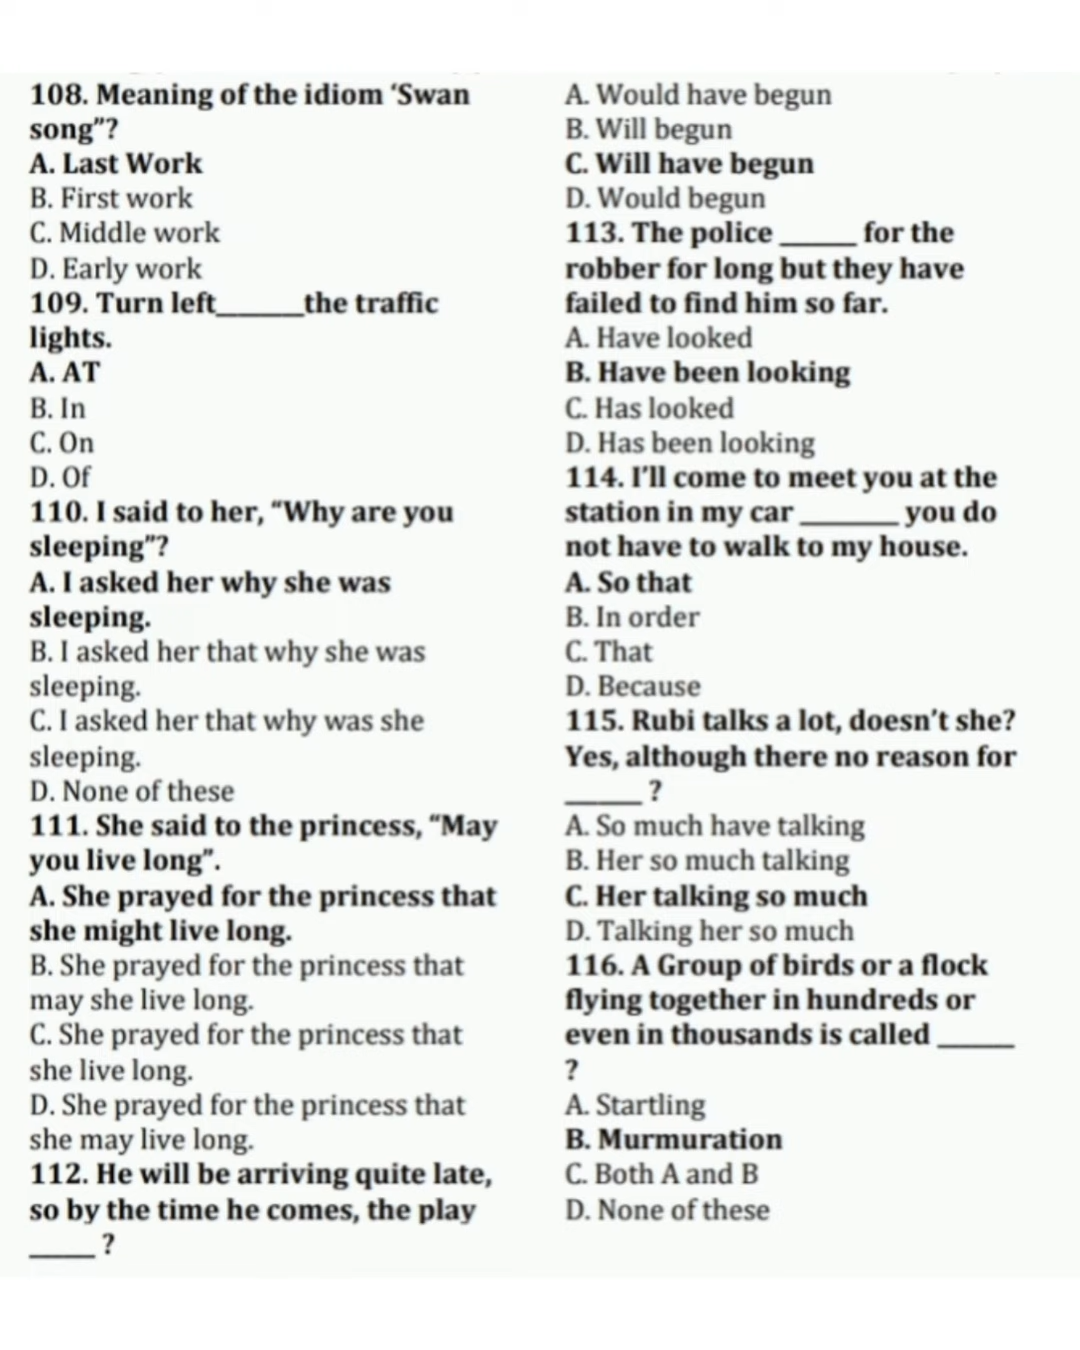 108. Meaning of the idiom ‘Swan
song”?
A. Last Work
B. First work
C. Middle work
D. Early work
109. Turn left______the traffic
lights.
A. AT
B. In
C. On
D. Of
110. I said to her, “Why are you
sleeping”?
A. I asked her why she was
sleeping.
B. I asked her that why she was
sleeping.
C. I asked her that why was she
sleeping.
D. None of these
111. She said to the princess, “May
you live long”.
A. She prayed for the princess that
she might live long.
B. She prayed for the princess that
may she live long.
C. She prayed for the princess that
she live long.
D. She prayed for the princess that
she may live long.
112. He will be arriving quite late,
so by the time he comes, the play
_____ ?
A. Would have begun
B. Will begun
C. Will have begun
D. Would begun
113. The police _____ for the
robber for long but they have
failed to find him so far.
A. Have looked
B. Have been looking
C. Has looked
D. Has been looking
114. I’ll come to meet you at the
station in my car ______ you do
not have to walk to my house.
A. So that
B. In order
C. That
D. Because
115. Rubi talks a lot, doesn’t she?
Yes, although there no reason for
_____ ?
A. So much have talking
B. Her so much talking
C. Her talking so much
D. Talking her so much
116. A Group of birds or a flock
flying together in hundreds or
even in thousands is called _____
?
A. Startling
B. Murmuration
C. Both A and B
D. None of these